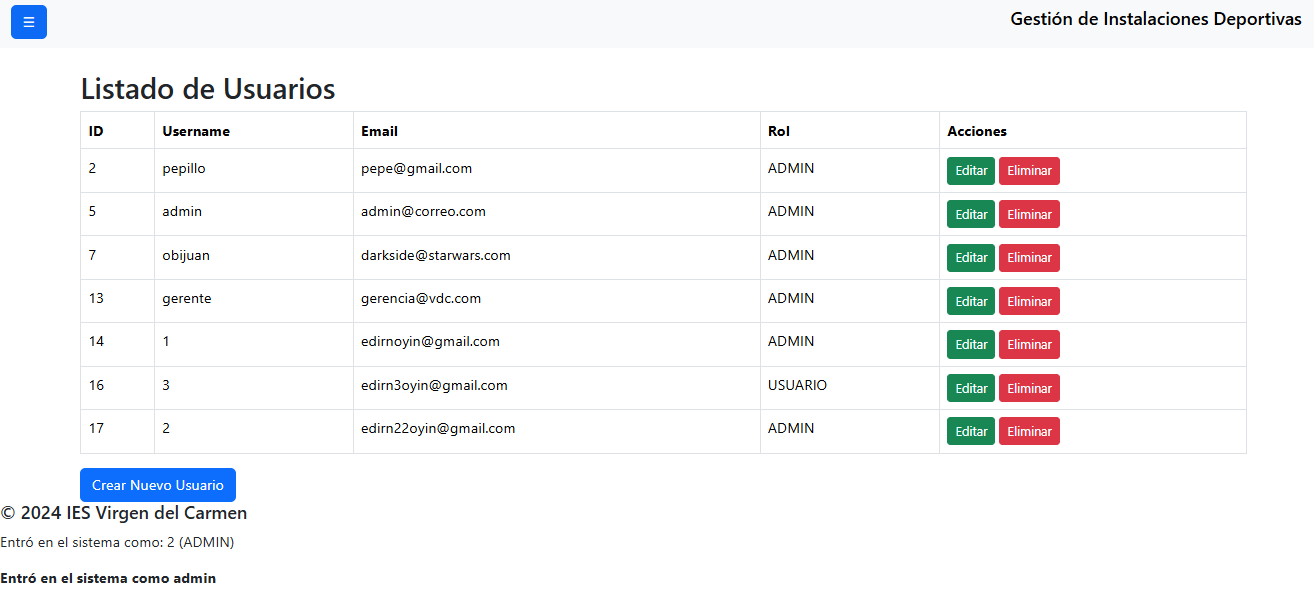 ☰
Gestión de Instalaciones Deportivas
Listado de Usuarios
ID Username Email Rol Acciones
2 pepillo pepe@gmail.com ADMIN Editar Eliminar
5 admin admin@correo.com ADMIN Editar Eliminar
7 obijuan darkside@starwars.com ADMIN Editar Eliminar
13 gerente gerencia@vdc.com ADMIN Editar Eliminar
14 1 edirnoyin@gmail.com ADMIN Editar Eliminar
16 3 edirn3oyin@gmail.com USUARIO Editar Eliminar
17 2 edirn22oyin@gmail.com ADMIN Editar Eliminar
Crear Nuevo Usuario
© 2024 IES Virgen del Carmen
Entró en el sistema como: 2 (ADMIN)
Entró en el sistema como admin